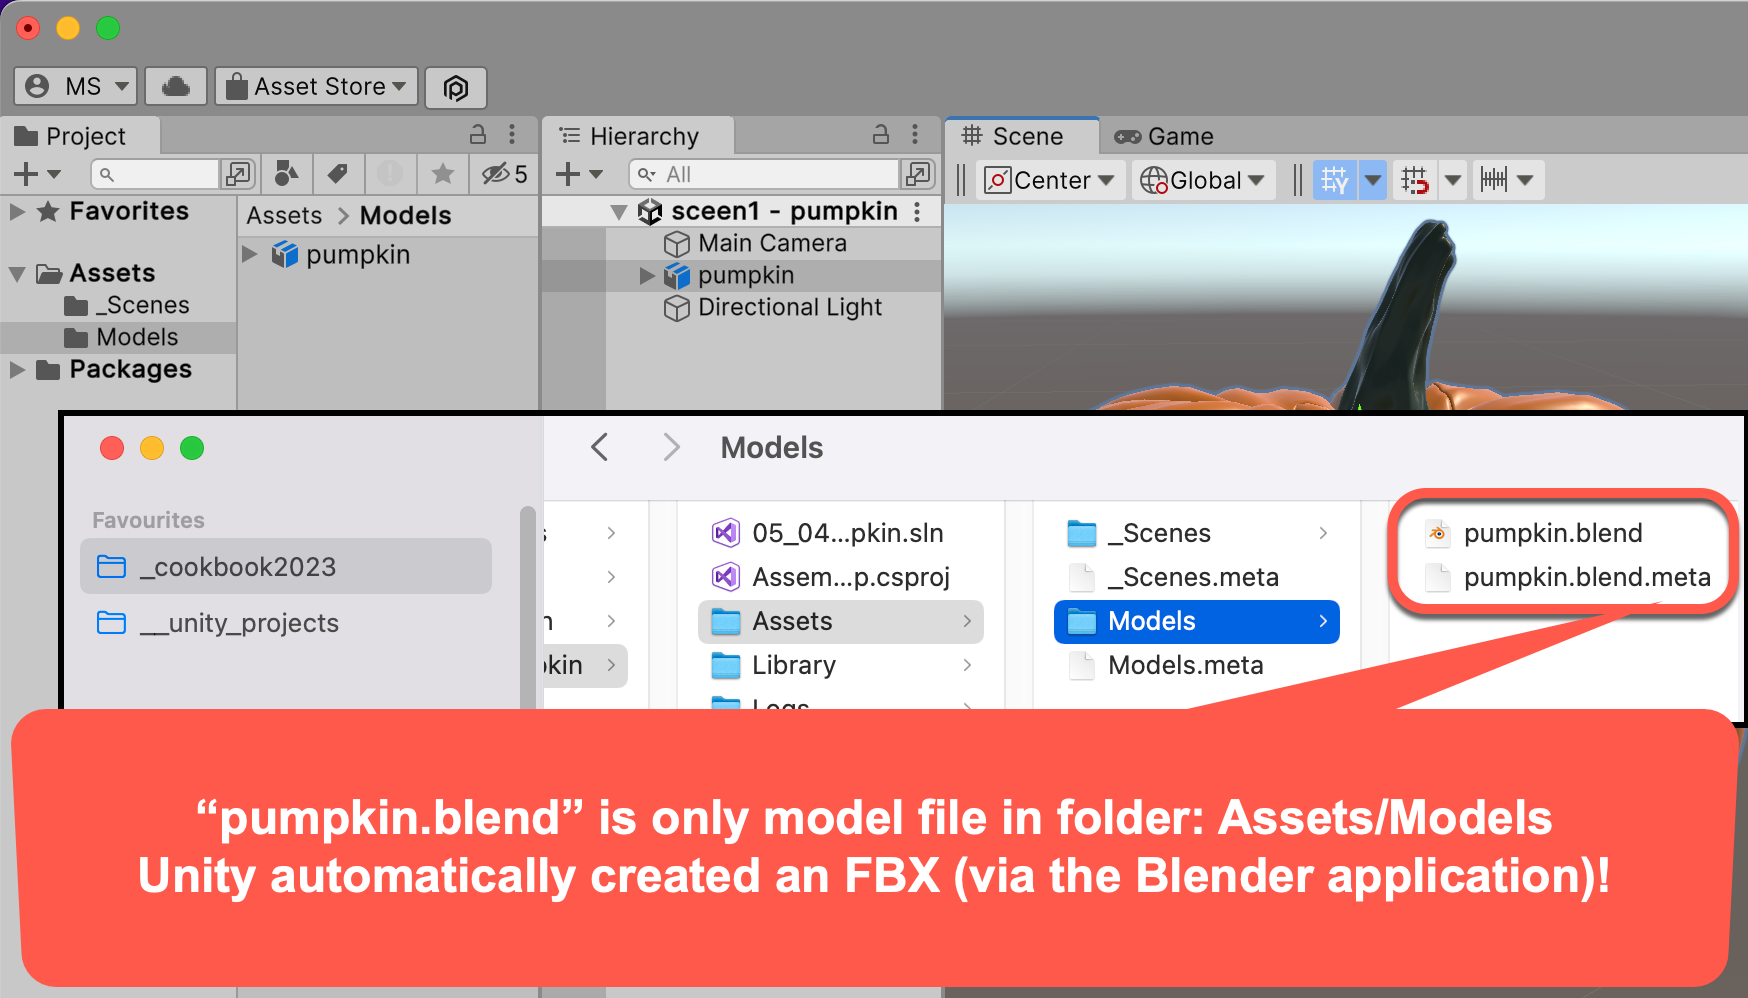 MS
Asset Store
Project
5
Favorites
Assets
_Scenes
Models
Packages
Assets > Models
pumpkin
Hierarchy
All
sceen1 - pumpkin
Main Camera
pumpkin
Directional Light
Scene
Game
Center
Global
Y
Models
Favourites
_cookbook2023
__unity_projects
05_04...pkin.sln
Assem...p.csproj
Assets
Library
_Scenes
_Scenes.meta
Models
Models.meta
pumpkin.blend
pumpkin.blend.meta
“pumpkin.blend” is only model file in folder: Assets/Models
Unity automatically created an FBX (via the Blender application)!